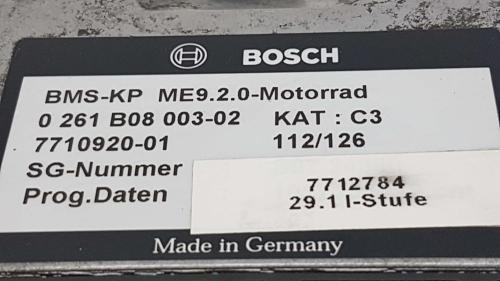 BOSCH
BMS-KP ME9.2.0-Motorrad
0 261 B08 003-02 KAT : C3
7710920-01 112/126
SG-Nummer 7712784
Prog.Daten 29.1 I-Stufe
Made in Germany